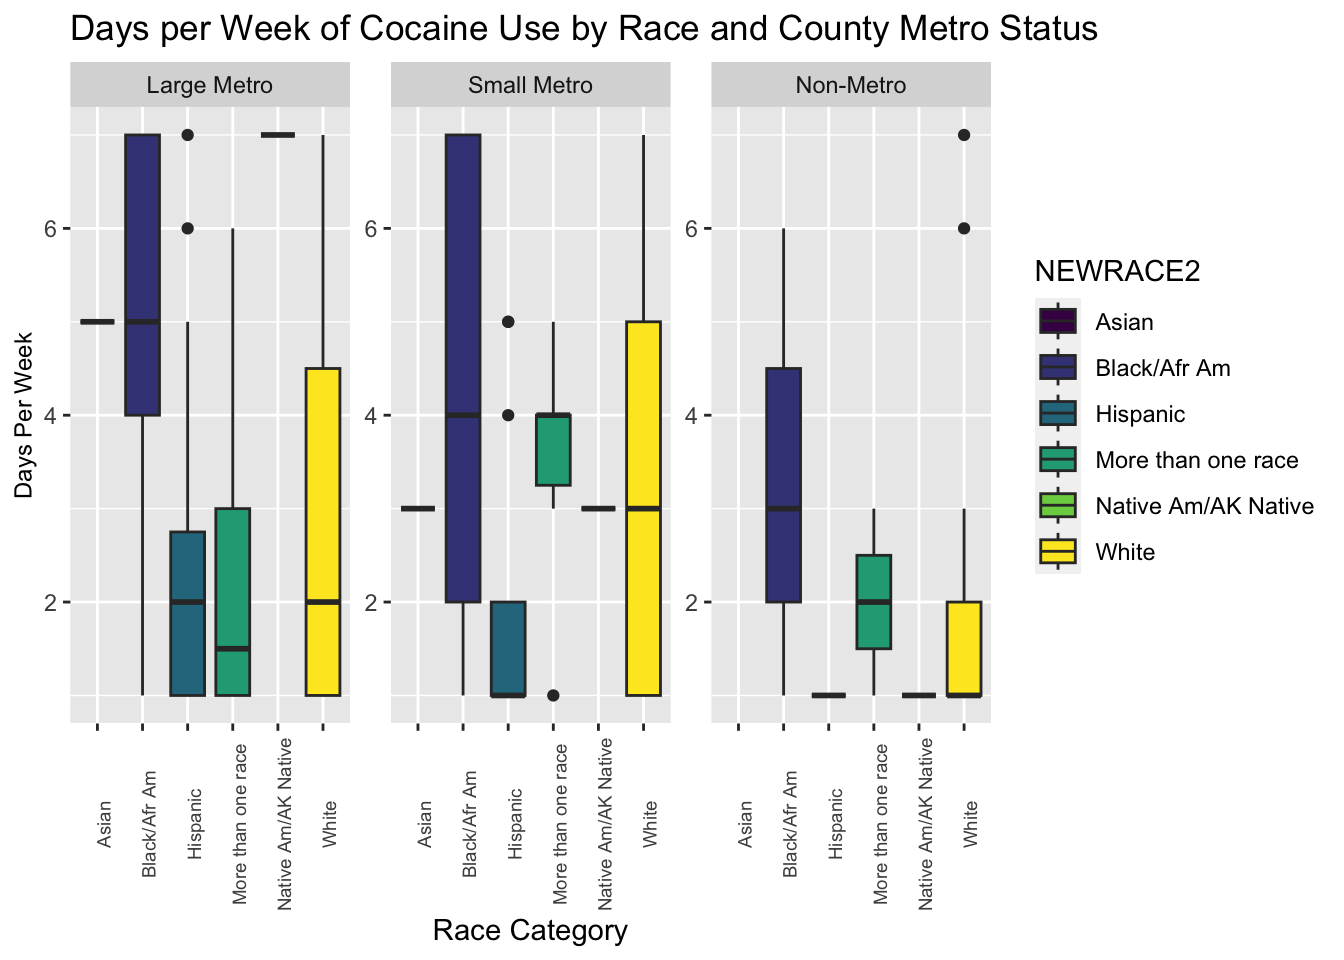 Days per Week of Cocaine Use by Race and County Metro Status
Large Metro
Small Metro
Non-Metro
Days Per Week
6
4
2
6
4
2
6
4
2
Asian
Black/Afr Am
Hispanic
More than one race
Native Am/AK Native
White
Asian
Black/Afr Am
Hispanic
More than one race
Native Am/AK Native
White
Asian
Black/Afr Am
Hispanic
More than one race
Native Am/AK Native
White
Race Category
NEWRACE2
Asian
Black/Afr Am
Hispanic
More than one race
Native Am/AK Native
White